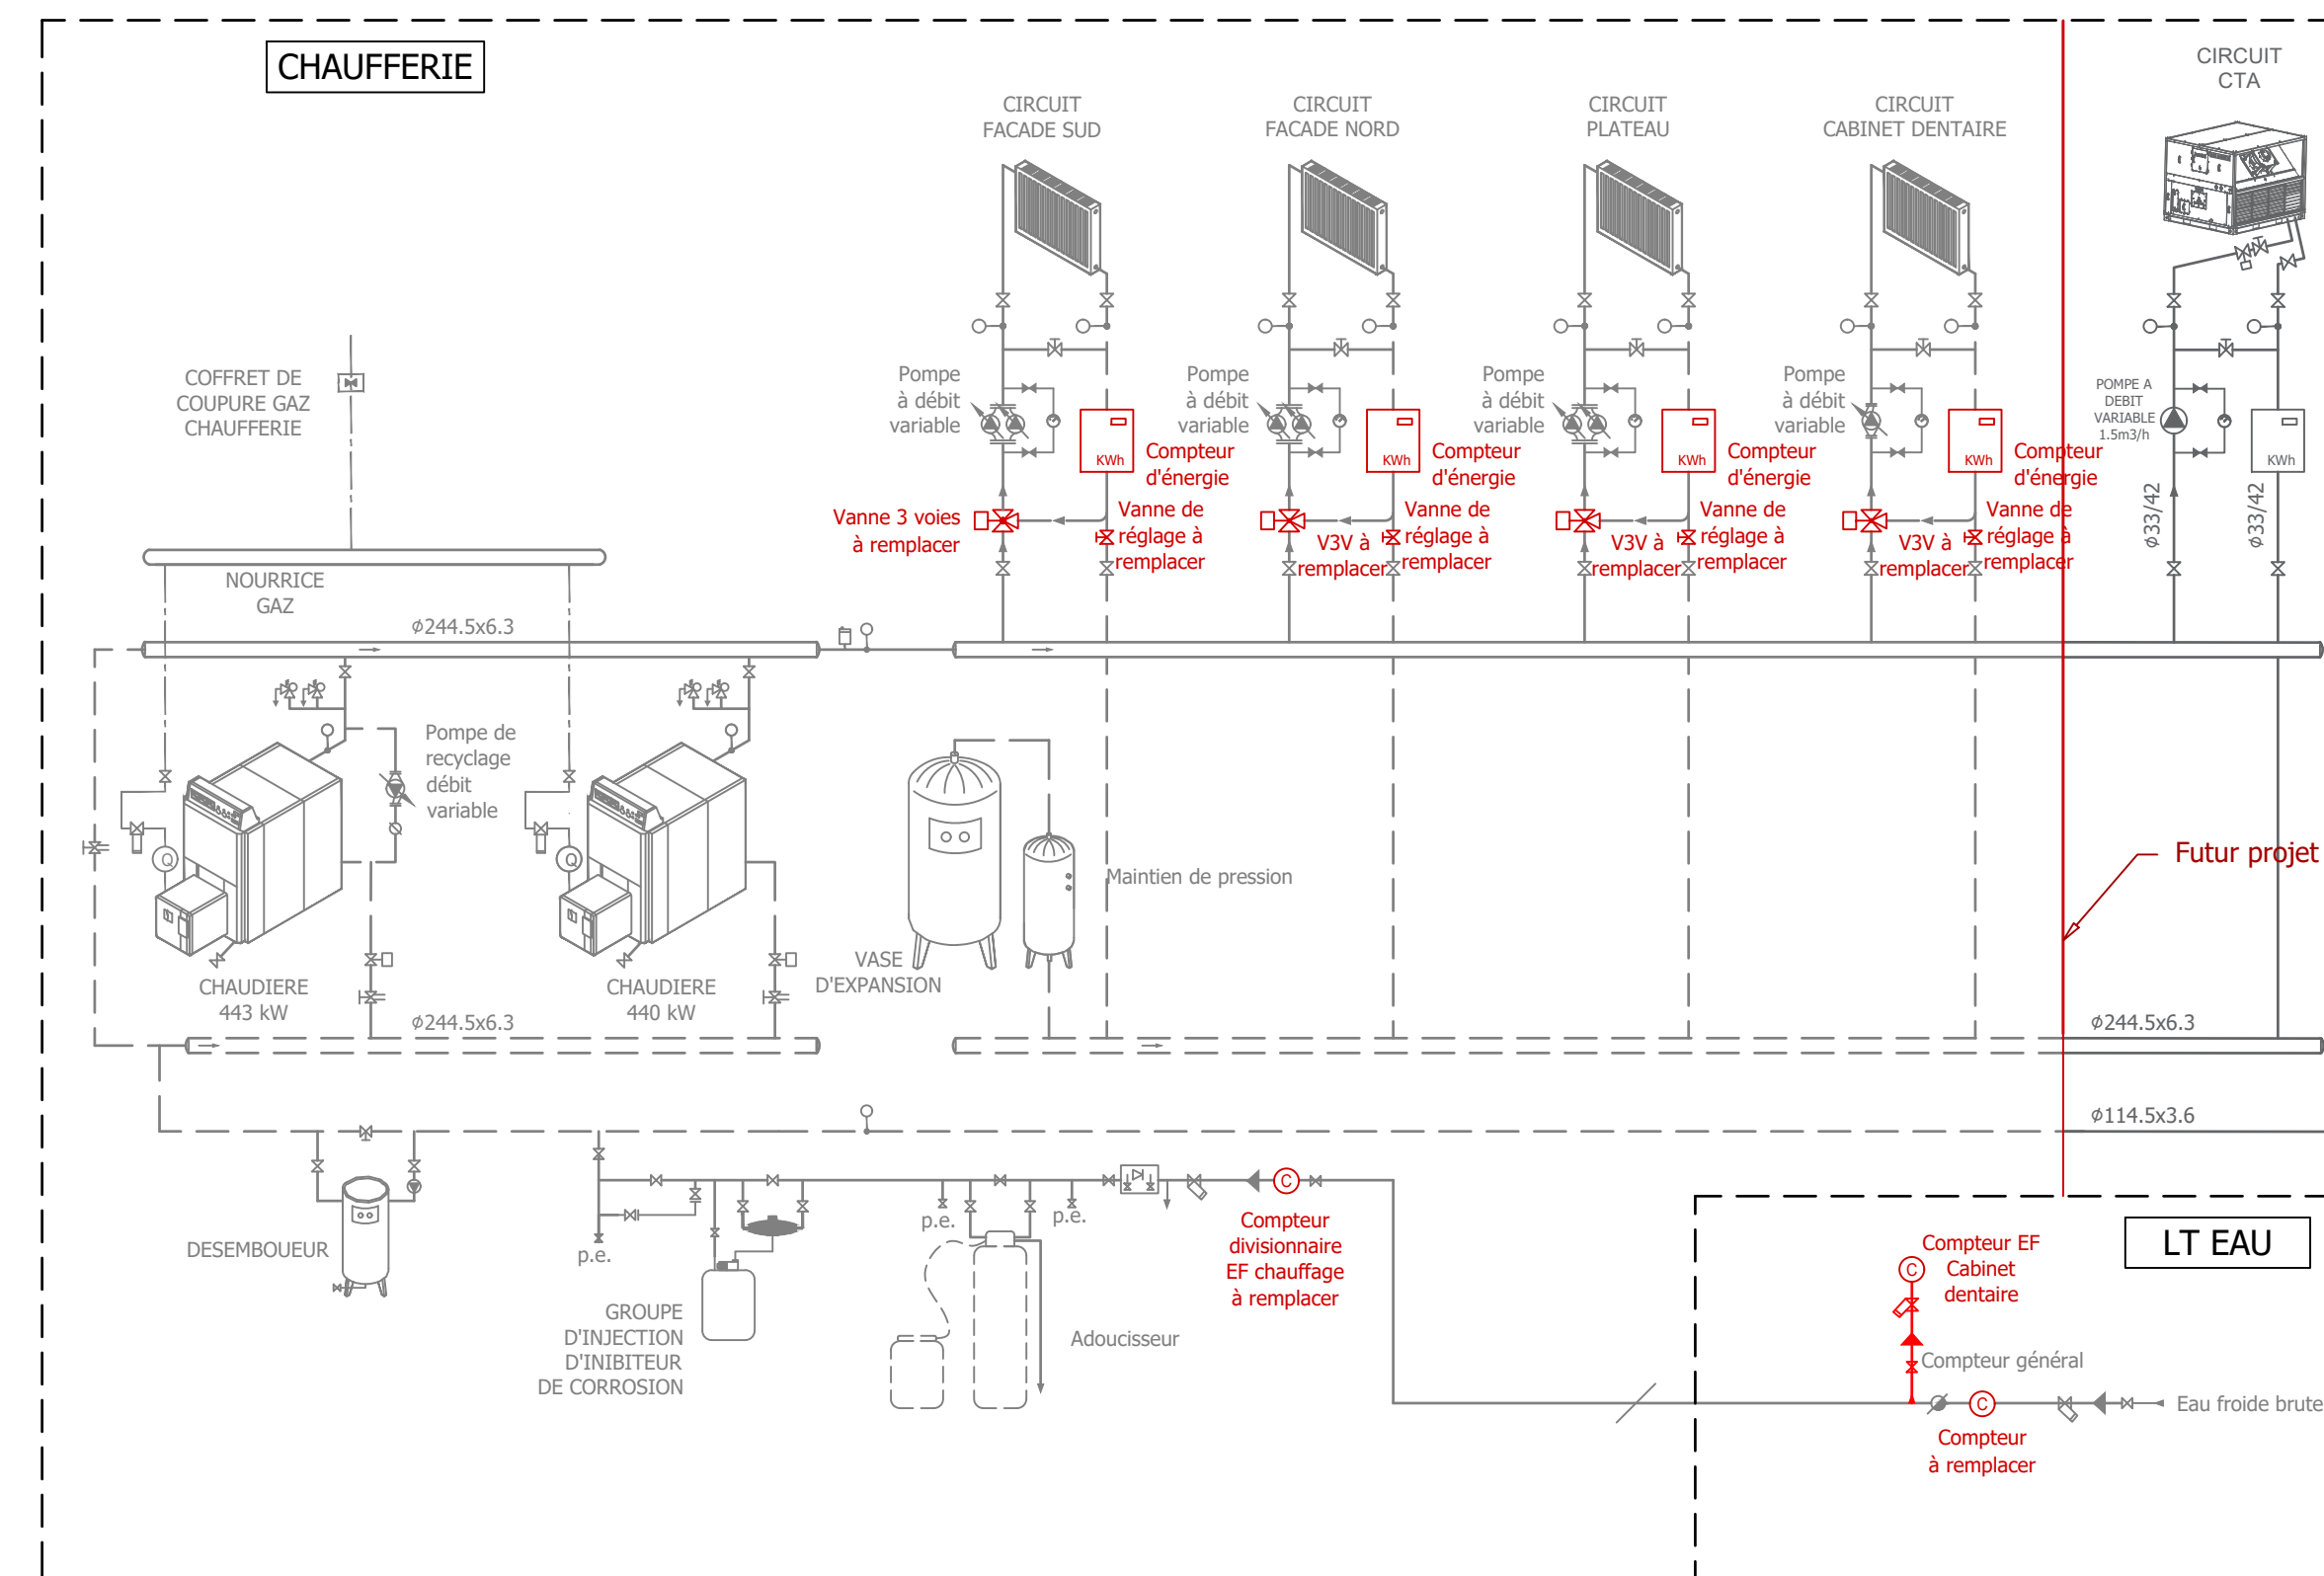 CHAUFFERIE
CIRCUIT
FACADE SUD
CIRCUIT
FACADE NORD
CIRCUIT
PLATEAU
CIRCUIT
CABINET DENTAIRE
CIRCUIT
CTA
COFFRET DE
COUPURE GAZ
CHAUFFERIE
Pompe
à débit
variable
KWh
Compteur
d'énergie
Vanne 3 voies
à remplacer
Vanne de
réglage à
remplacer
Pompe
à débit
variable
KWh
Compteur
d'énergie
V3V à
remplacer
Vanne de
réglage à
remplacer
Pompe
à débit
variable
KWh
Compteur
d'énergie
V3V à
remplacer
Vanne de
réglage à
remplacer
Pompe
à débit
variable
KWh
Compteur
d'énergie
V3V à
remplacer
Vanne de
réglage à
remplacer
POMPE A
DEBIT
VARIABLE
1.5m3/h
KWh
ϕ33/42
ϕ33/42
NOURRICE
GAZ
ϕ244.5x6.3
Pompe de
recyclage
débit
variable
Q
Q
CHAUDIERE
443 kW
CHAUDIERE
440 kW
VASE
D'EXPANSION
Maintien de pression
Futur projet
ϕ244.5x6.3
ϕ244.5x6.3
ϕ114.5x3.6
DESEMBOUEUR
p.e.
GROUPE
D'INJECTION
D'INIBITEUR
DE CORROSION
p.e.
p.e.
Adoucisseur
C
Compteur
divisionnaire
EF chauffage
à remplacer
LT EAU
C
Compteur EF
Cabinet
dentaire
Compteur général
C
Eau froide brute
Compteur
à remplacer